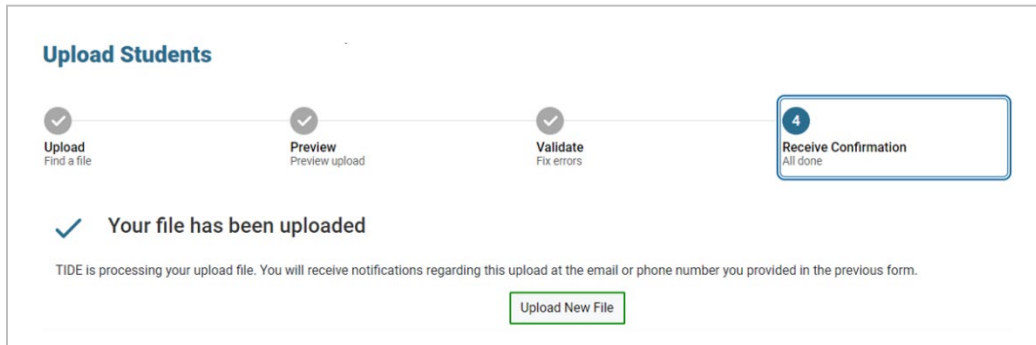 Upload Students
4
Upload
Find a file
Preview
Preview upload
Validate
Fix errors
Receive Confirmation
All done
Your file has been uploaded
TIDE is processing your upload file. You will receive notifications regarding this upload at the email or phone number you provided in the previous form.
Upload New File